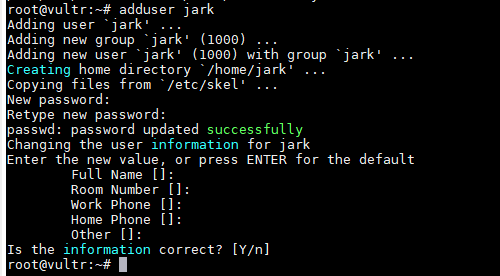 root@vultr:~# adduser jark
Adding user `jark' ...
Adding new group `jark' (1000) ...
Adding new user `jark' (1000) with group `jark' ...
Creating home directory `/home/jark' ...
Copying files from `/etc/skel' ...
New password:
Retype new password:
passwd: password updated successfully
Changing the user information for jark
Enter the new value, or press ENTER for the default
        Full Name []:
        Room Number []:
        Work Phone []:
        Home Phone []:
        Other []:
Is the information correct? [Y/n]
root@vultr:~#